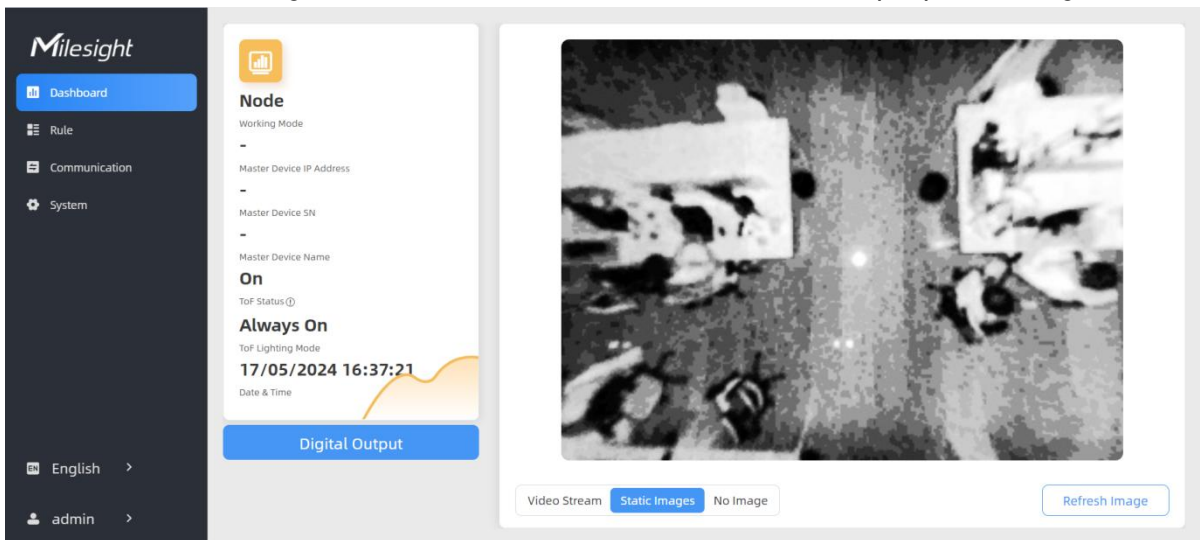 Milesight
Dashboard
Rule
Communication
System
English
admin
Node
Working Mode
-
Master Device IP Address
-
Master Device SN
-
Master Device Name
On
ToF Status
Always On
ToF Lighting Mode
17/05/2024 16:37:21
Date & Time
Digital Output
Video Stream Static Images No Image
Refresh Image